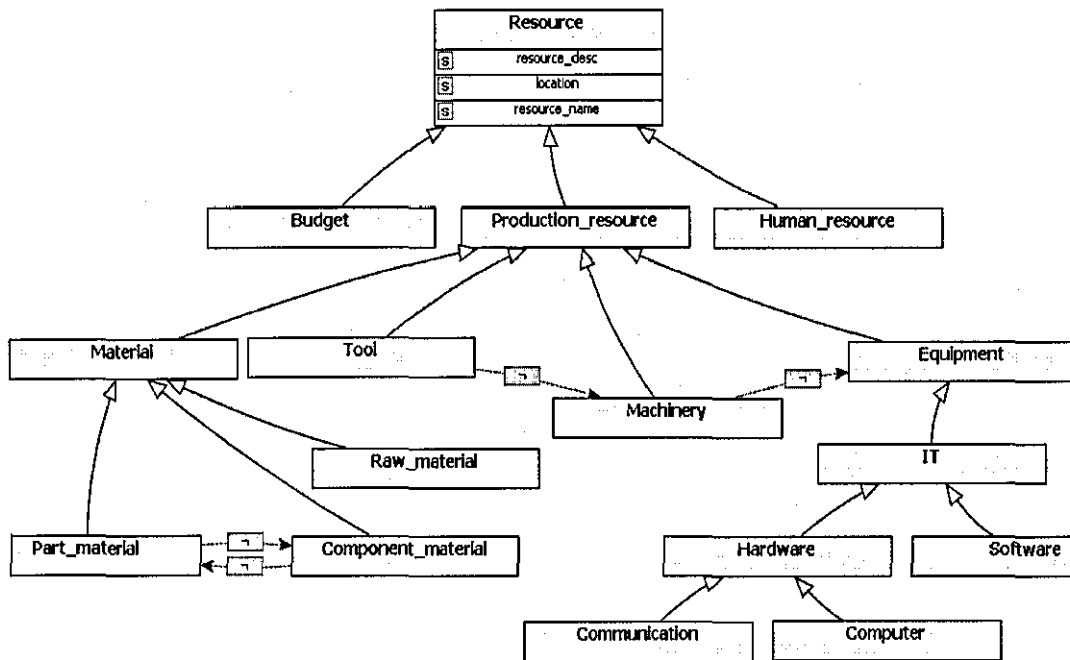 Resource
S resource_desc
S location
S resource_name
Budget
Production_resource
Human_resource
Material
Tool
Equipment
¬
¬
Machinery
Raw_material
IT
Part_material
¬
¬
Component_material
Hardware
Software
Communication
Computer